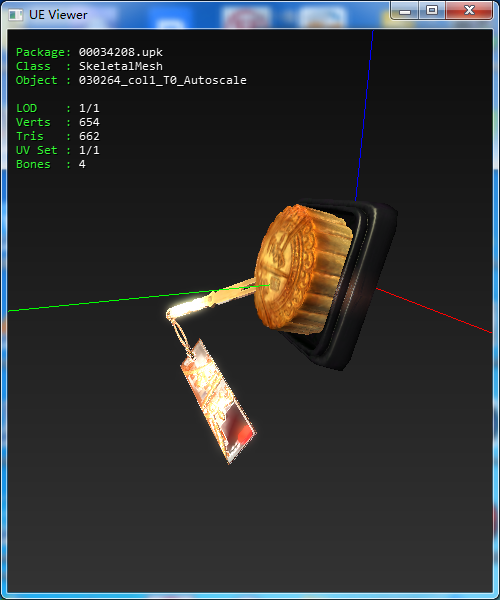 UE Viewer
Package: 00034208.upk
Class : SkeletalMesh
Object : 030264_col1_T0_Autoscale
LOD : 1/1
Verts : 654
Tris : 662
UV Set : 1/1
Bones : 4